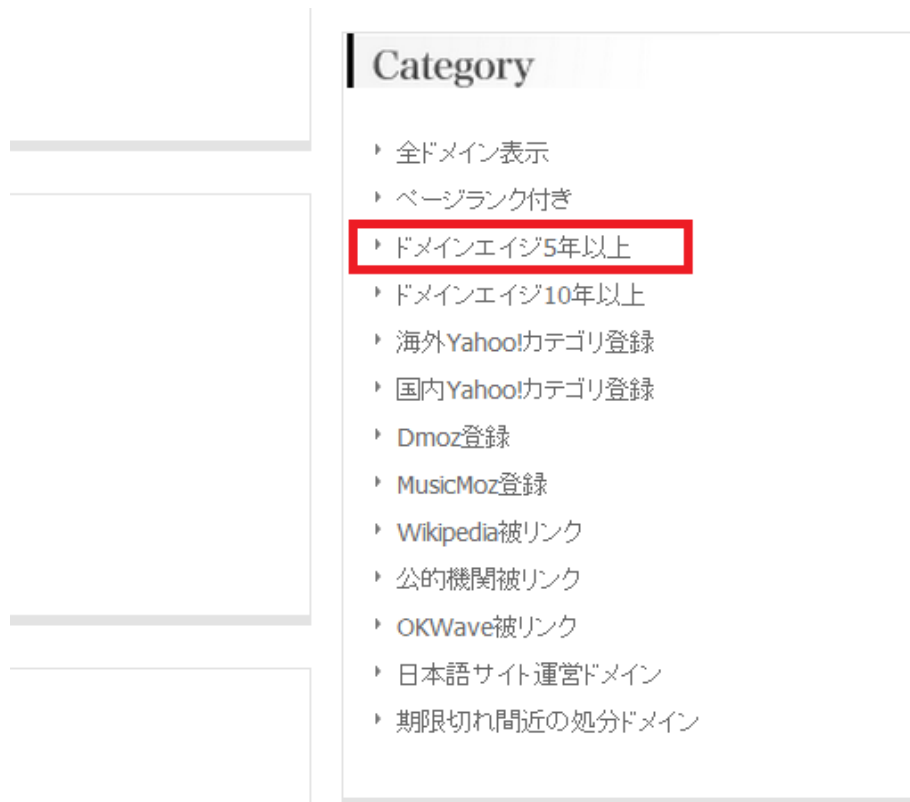 Category
全ドメイン表示
ページランク付き
ドメインエイジ5年以上
ドメインエイジ10年以上
海外Yahoo!カテゴリ登録
国内Yahoo!カテゴリ登録
Dmoz登録
MusicMoz登録
Wikipedia被リンク
公的機関被リンク
OKWave被リンク
日本語サイト運営ドメイン
期限切れ間近の処分ドメイン